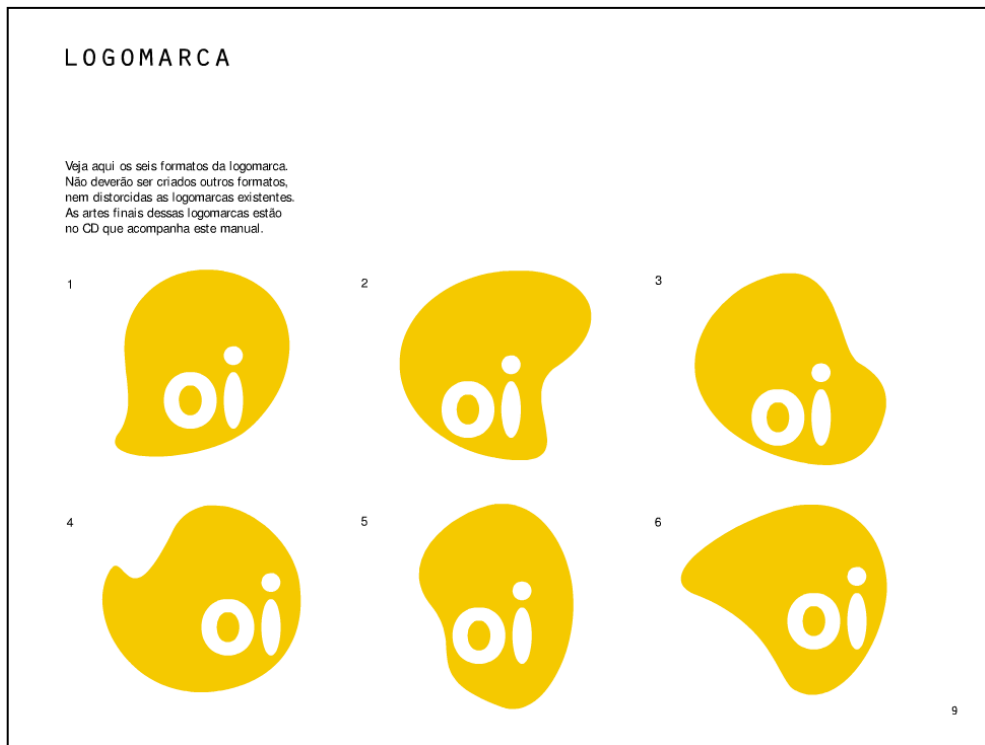 LOGOMARCA
Veja aqui os seis formatos da logomarca.
Não deverão ser criados outros formatos,
nem distorcidas as logomarcas existentes.
As artes finais dessas logomarcas estão
no CD que acompanha este manual.
1
2
3
oi
oi
oi
4
5
6
oi
oi
oi
9